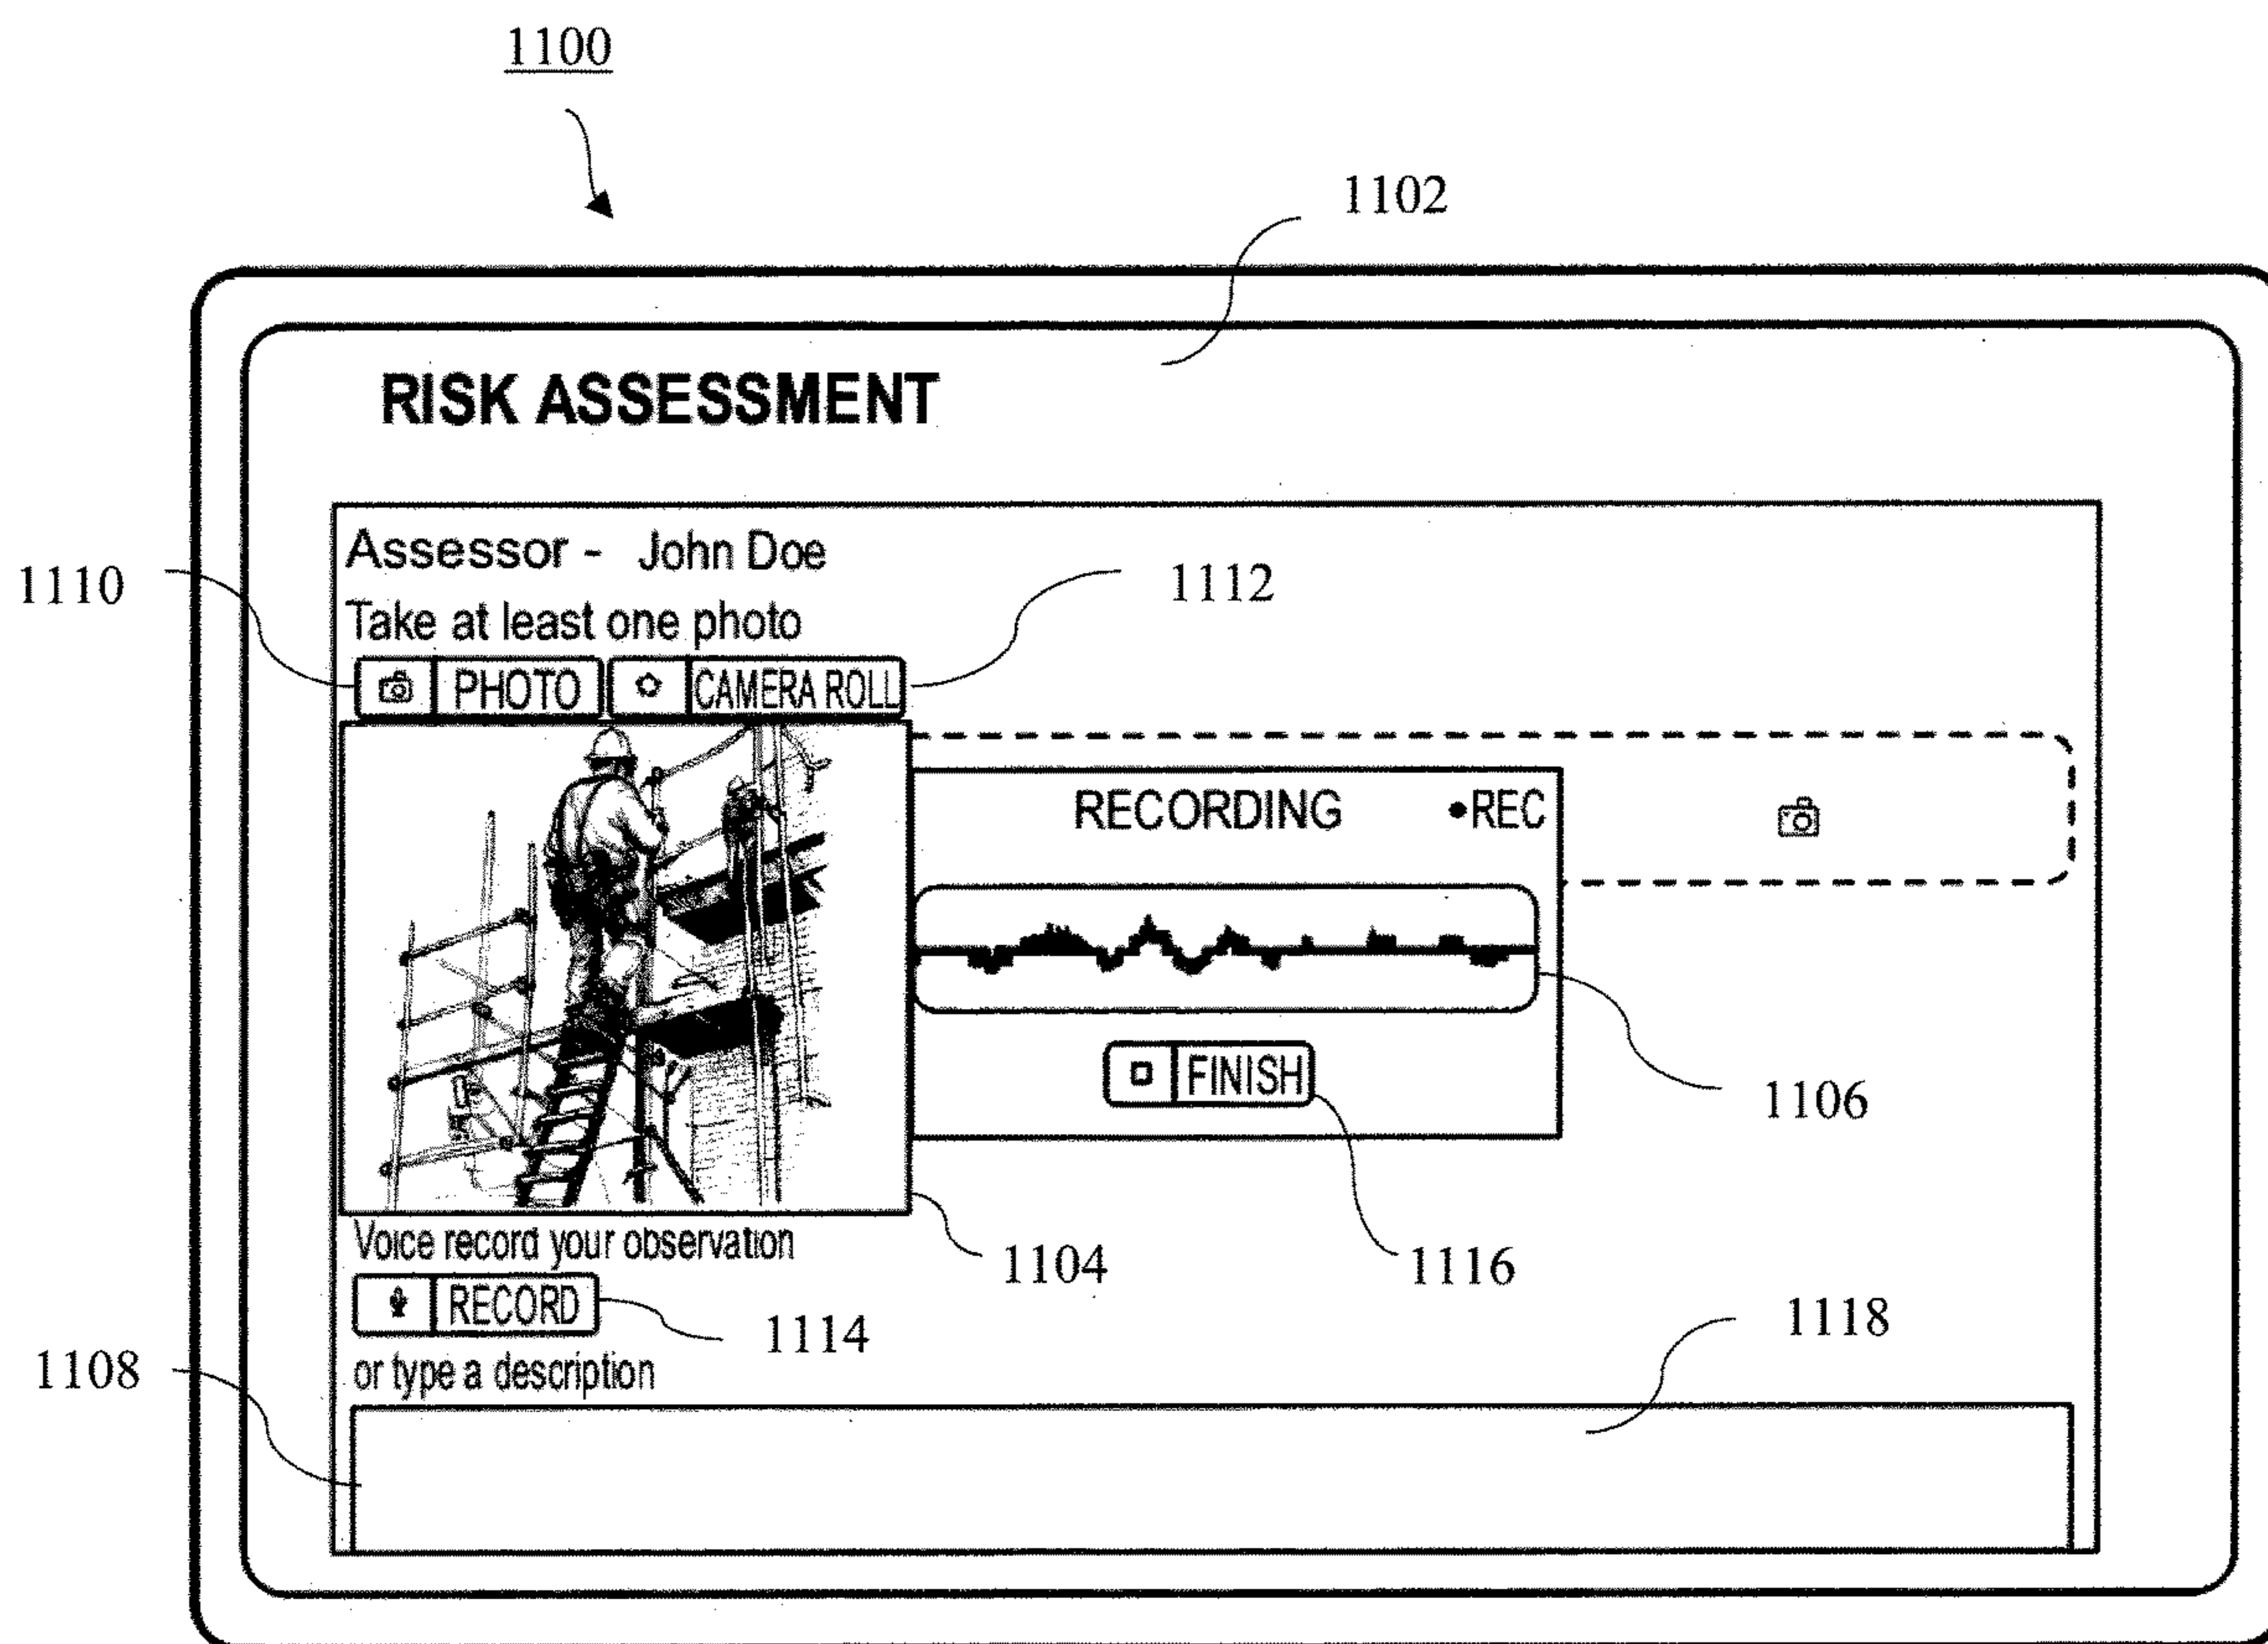 1100
1102
RISK ASSESSMENT
Assessor - John Doe
1110
1112
Take at least one photo
PHOTO
CAMERA ROLL
RECORDING
•REC
FINISH
1106
Voice record your observation
1104
1116
RECORD
1114
1118
1108
or type a description